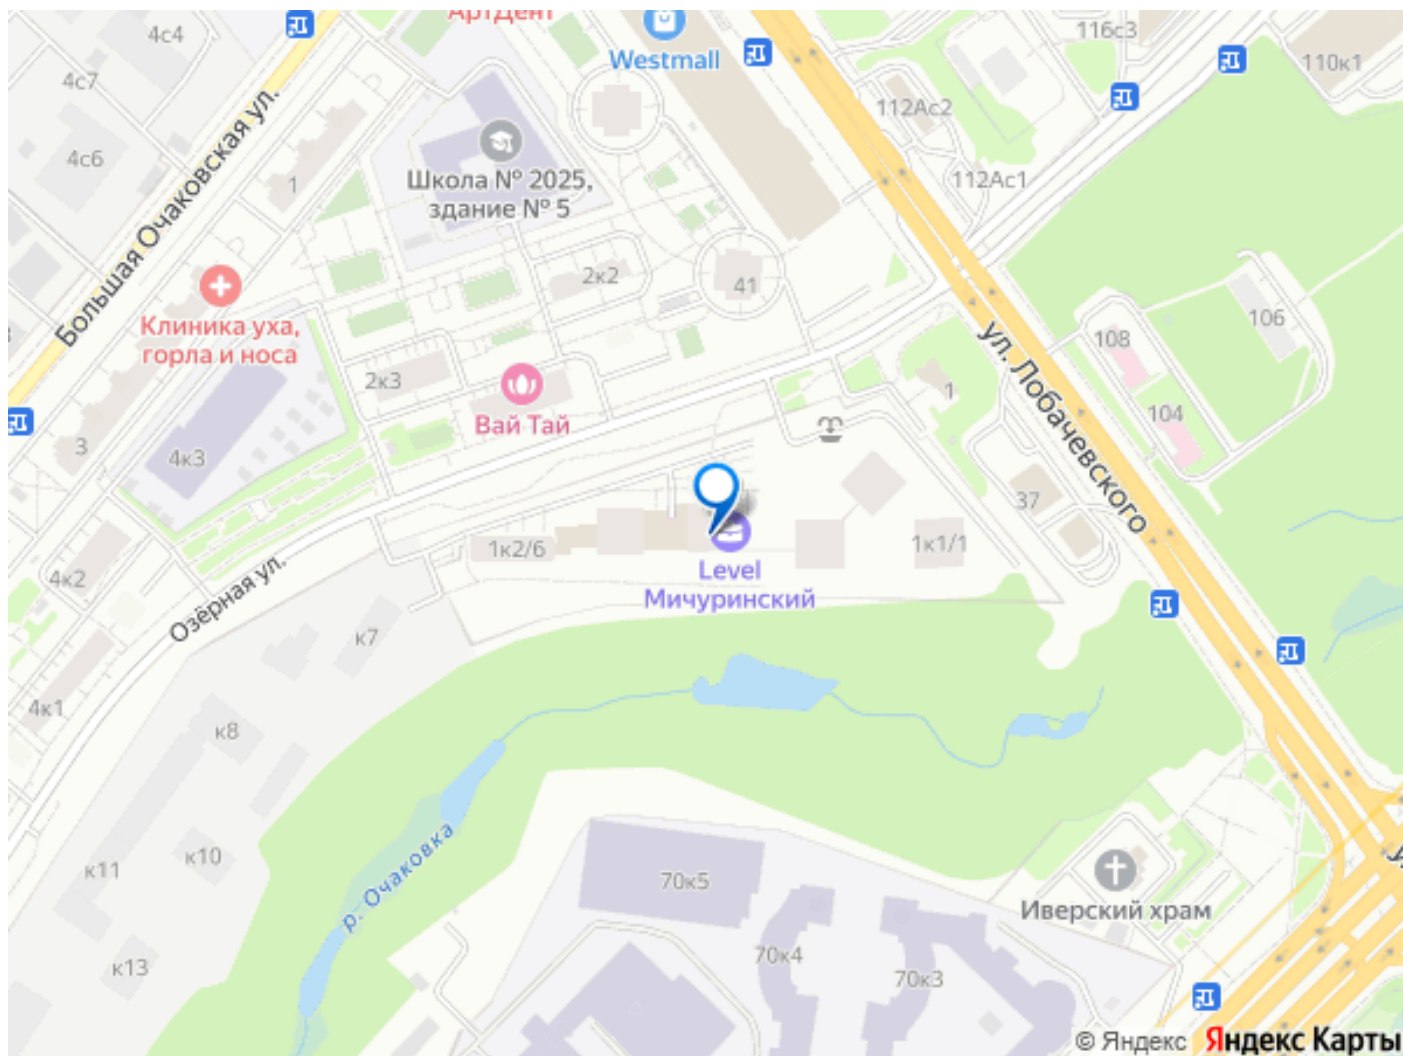 АртДент
4с4
Westmall
116с3
110к1
4с7
112Ас2
4с6
Школа № 2025,
здание № 5
1
112Ас1
Большая Очаковская ул.
2к2
41
Клиника уха,
горла и носа
106
ул. Лобачевского
108
2к3
1
104
Вай Тай
3
4к3
37
1к2/6
1к1/1
Level
Мичуринский
4к2
Озёрная ул.
к7
4к1
к8
к10
к11
р. Очаковка
70к5
Иверский храм
к13
70к4
70к3
© Яндекс Яндекс Карты